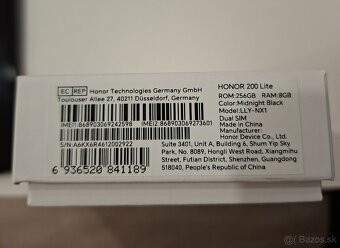 EC REP Honor Technologies Germany GmbH
Toulouser Allee 27, 40211 Düsseldorf, Germany
IMEI1:868903069242598 IMEI2:868903069273601
S/N:A6KX6R4612002922
6 936520 841189
HONOR 200 Lite
ROM:256GB RAM:8GB
Color:Midnight Black
Model:LLY-NX1
Dual SIM
Manufacturer:
Honor Device Co., Ltd.
Suite 3401, Unit A, Building 6, Shum Yip Sky
Park, No. 8089, Hongli West Road, Xiangmihu
Street, Futian District, Shenzhen, Guangdong
518040, People's Republic of China
Bazos.sk